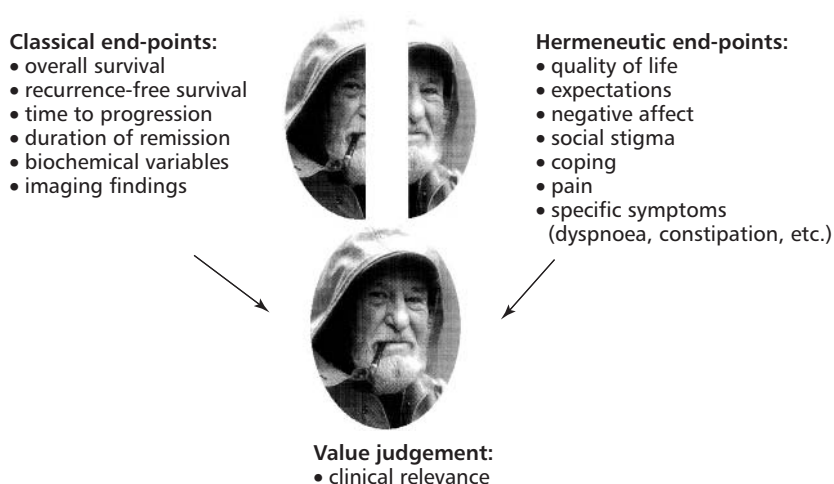 Classical end-points:
• overall survival
• recurrence-free survival
• time to progression
• duration of remission
• biochemical variables
• imaging findings
Hermeneutic end-points:
• quality of life
• expectations
• negative affect
• social stigma
• coping
• pain
• specific symptoms
(dyspnoea, constipation, etc.)
Value judgement:
• clinical relevance